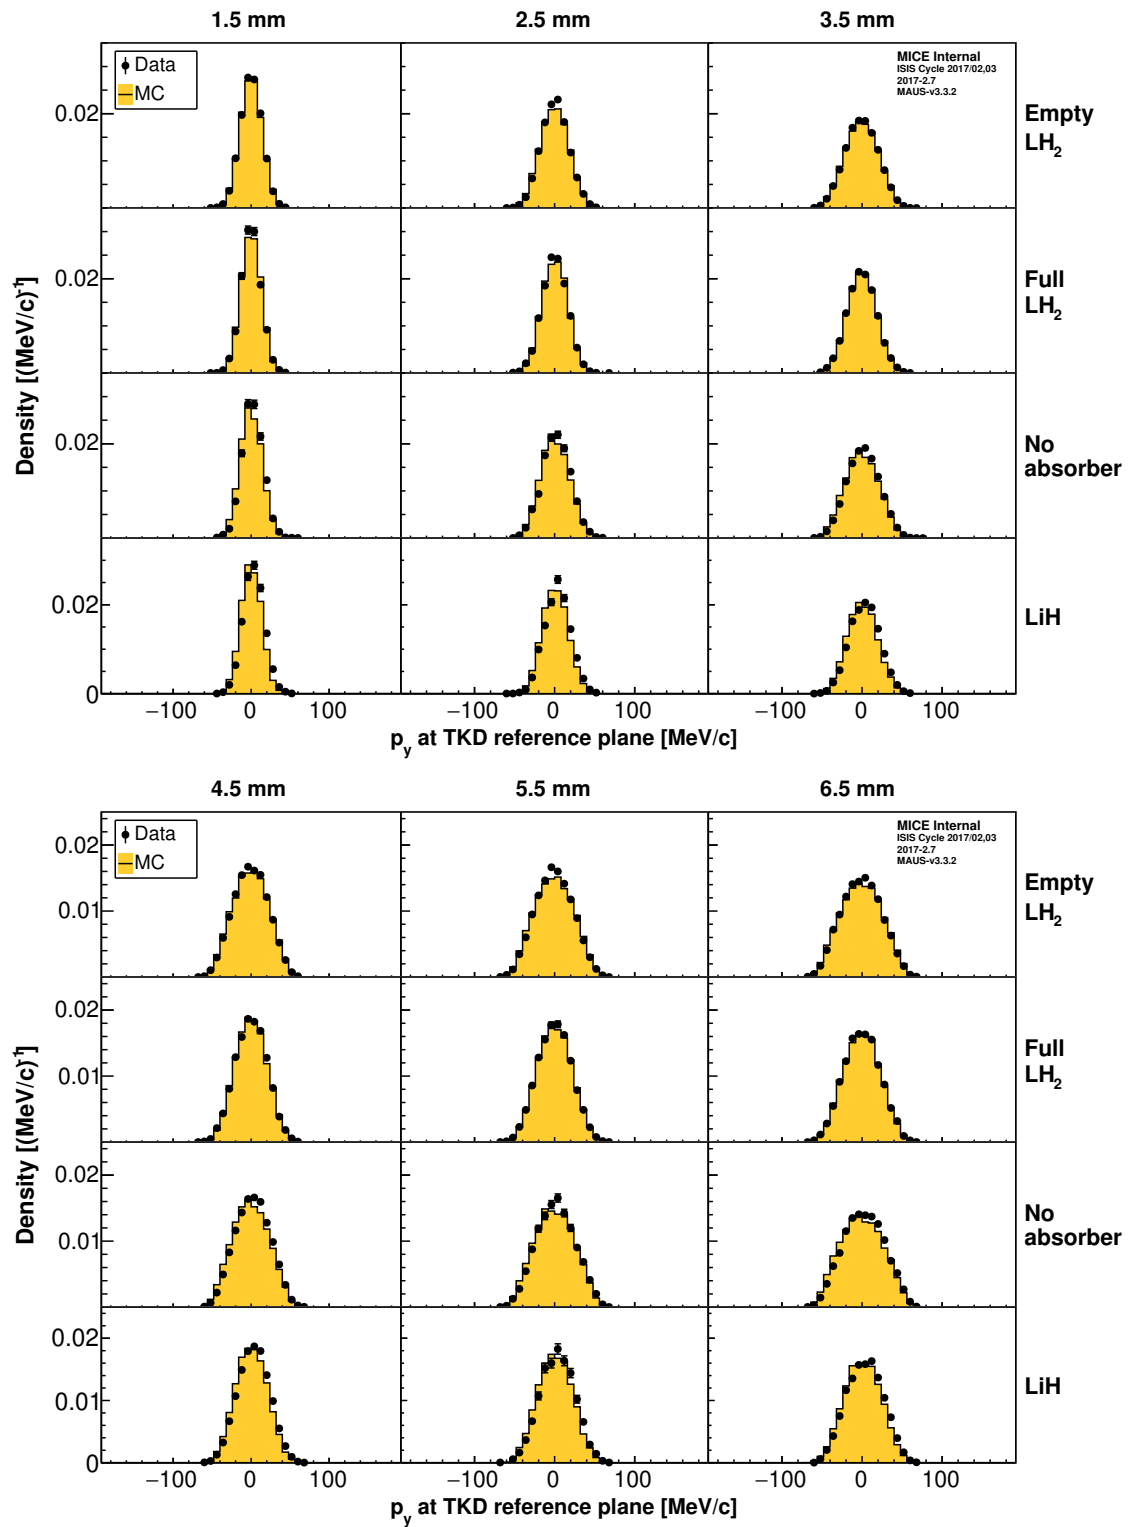 1.5 mm 2.5 mm 3.5 mm
Data
MC
MICE Internal
ISIS Cycle 2017/02,03
2017-2.7
MAUS-v3.3.2
0.02
Empty
LH2
0.02
Full
LH2
0.02
No
absorber
0.02
LiH
0
Density [(MeV/c)-1]
−100 0 100 −100 0 100 −100 0 100
py at TKD reference plane [MeV/c]
4.5 mm 5.5 mm 6.5 mm
Data
MC
MICE Internal
ISIS Cycle 2017/02,03
2017-2.7
MAUS-v3.3.2
0.02
0.01
Empty
LH2
0.02
0.01
Full
LH2
0.02
0.01
No
absorber
0.02
0.01
LiH
0
Density [(MeV/c)-1]
−100 0 100 −100 0 100 −100 0 100
py at TKD reference plane [MeV/c]